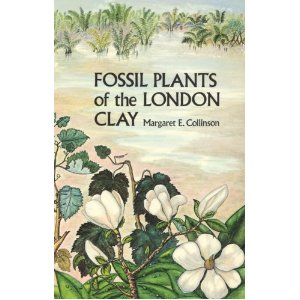 FOSSIL PLANTS
of the LONDON
CLAY Margaret E. Collinson